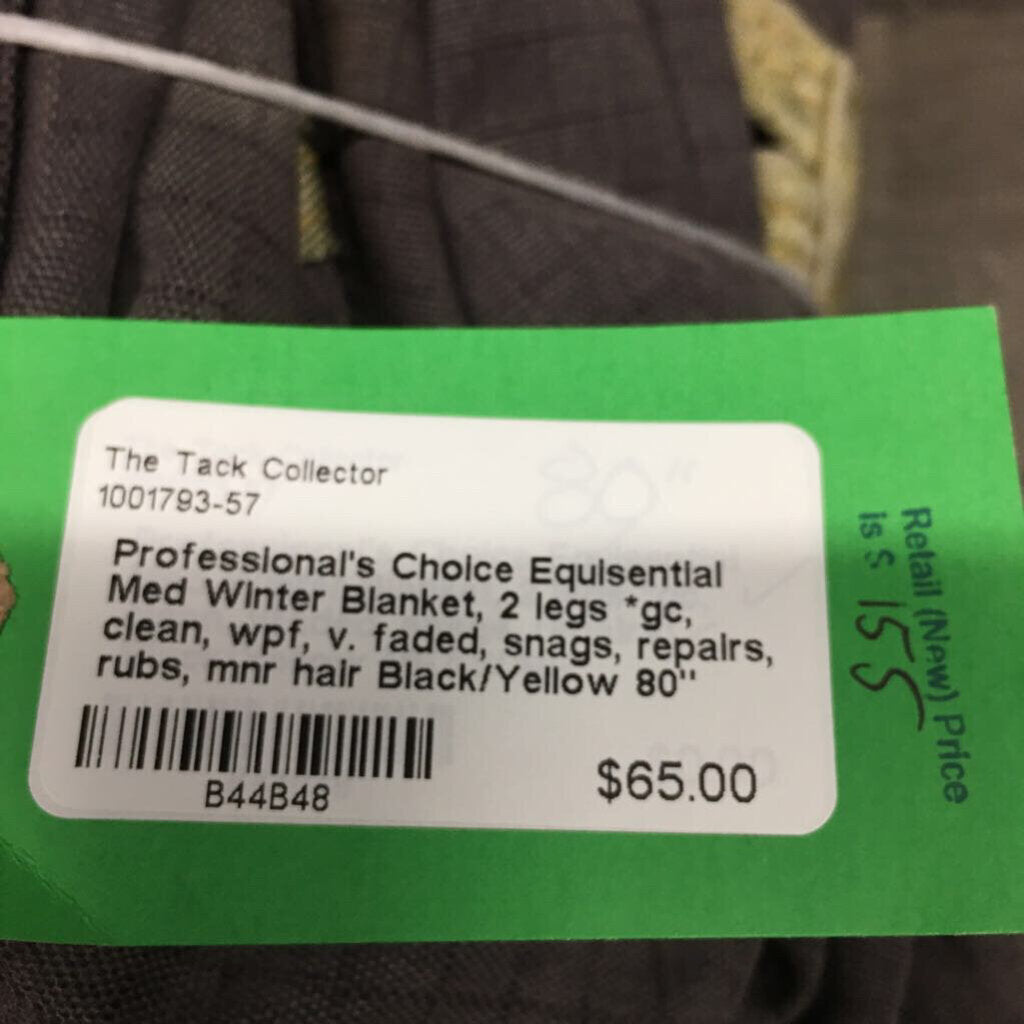 The Tack Collector
1001793-57
Professional's Choice Equisential
Med Winter Blanket, 2 legs *gc,
clean, wpf, v. faded, snags, repairs,
rubs, mnr hair Black/Yellow 80"
B44B48
$65.00
Retail (New) Price
is $ 155